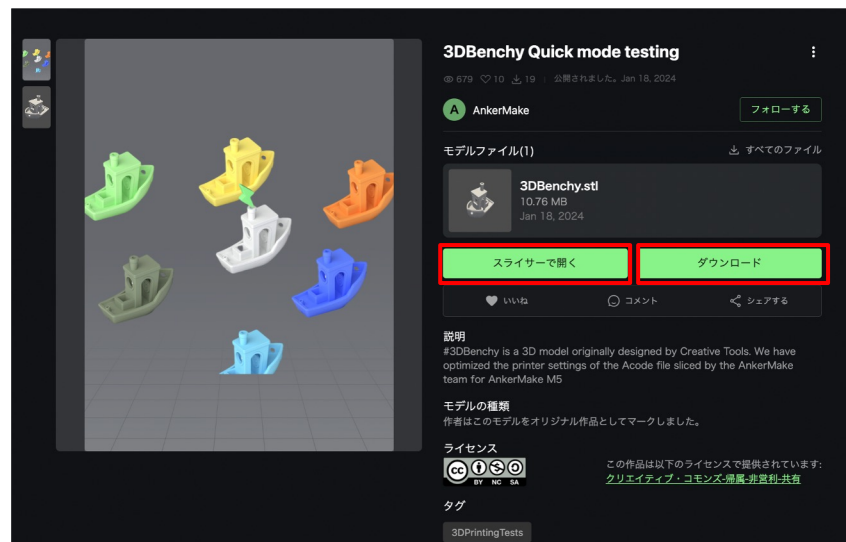 3DBenchy Quick mode testing
679 10 19 公開されました。Jan 18, 2024
A AnkerMake フォローする
モデルファイル(1) すべてのファイル
3DBenchy.stl
10.76 MB
Jan 18, 2024
スライサーで開く ダウンロード
いいね コメント シェアする
説明
#3DBenchy is a 3D model originally designed by Creative Tools. We have
optimized the printer settings of the Acode file sliced by the AnkerMake
team for AnkerMake M5
モデルの種類
作者はこのモデルをオリジナル作品としてマークしました。
ライセンス
cc BY NC SA
この作品は以下のライセンスで提供されています:
クリエイティブ・コモンズ-帰属-非営利-共有
タグ
3DPrintingTests